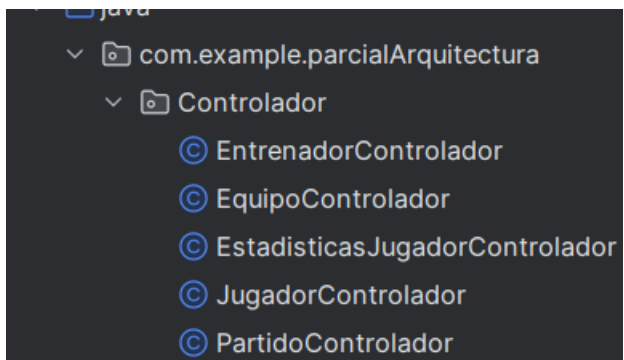 java
com.example.parcialArquitectura
Controlador
EntrenadorControlador
EquipoControlador
EstadisticasJugadorControlador
JugadorControlador
PartidoControlador